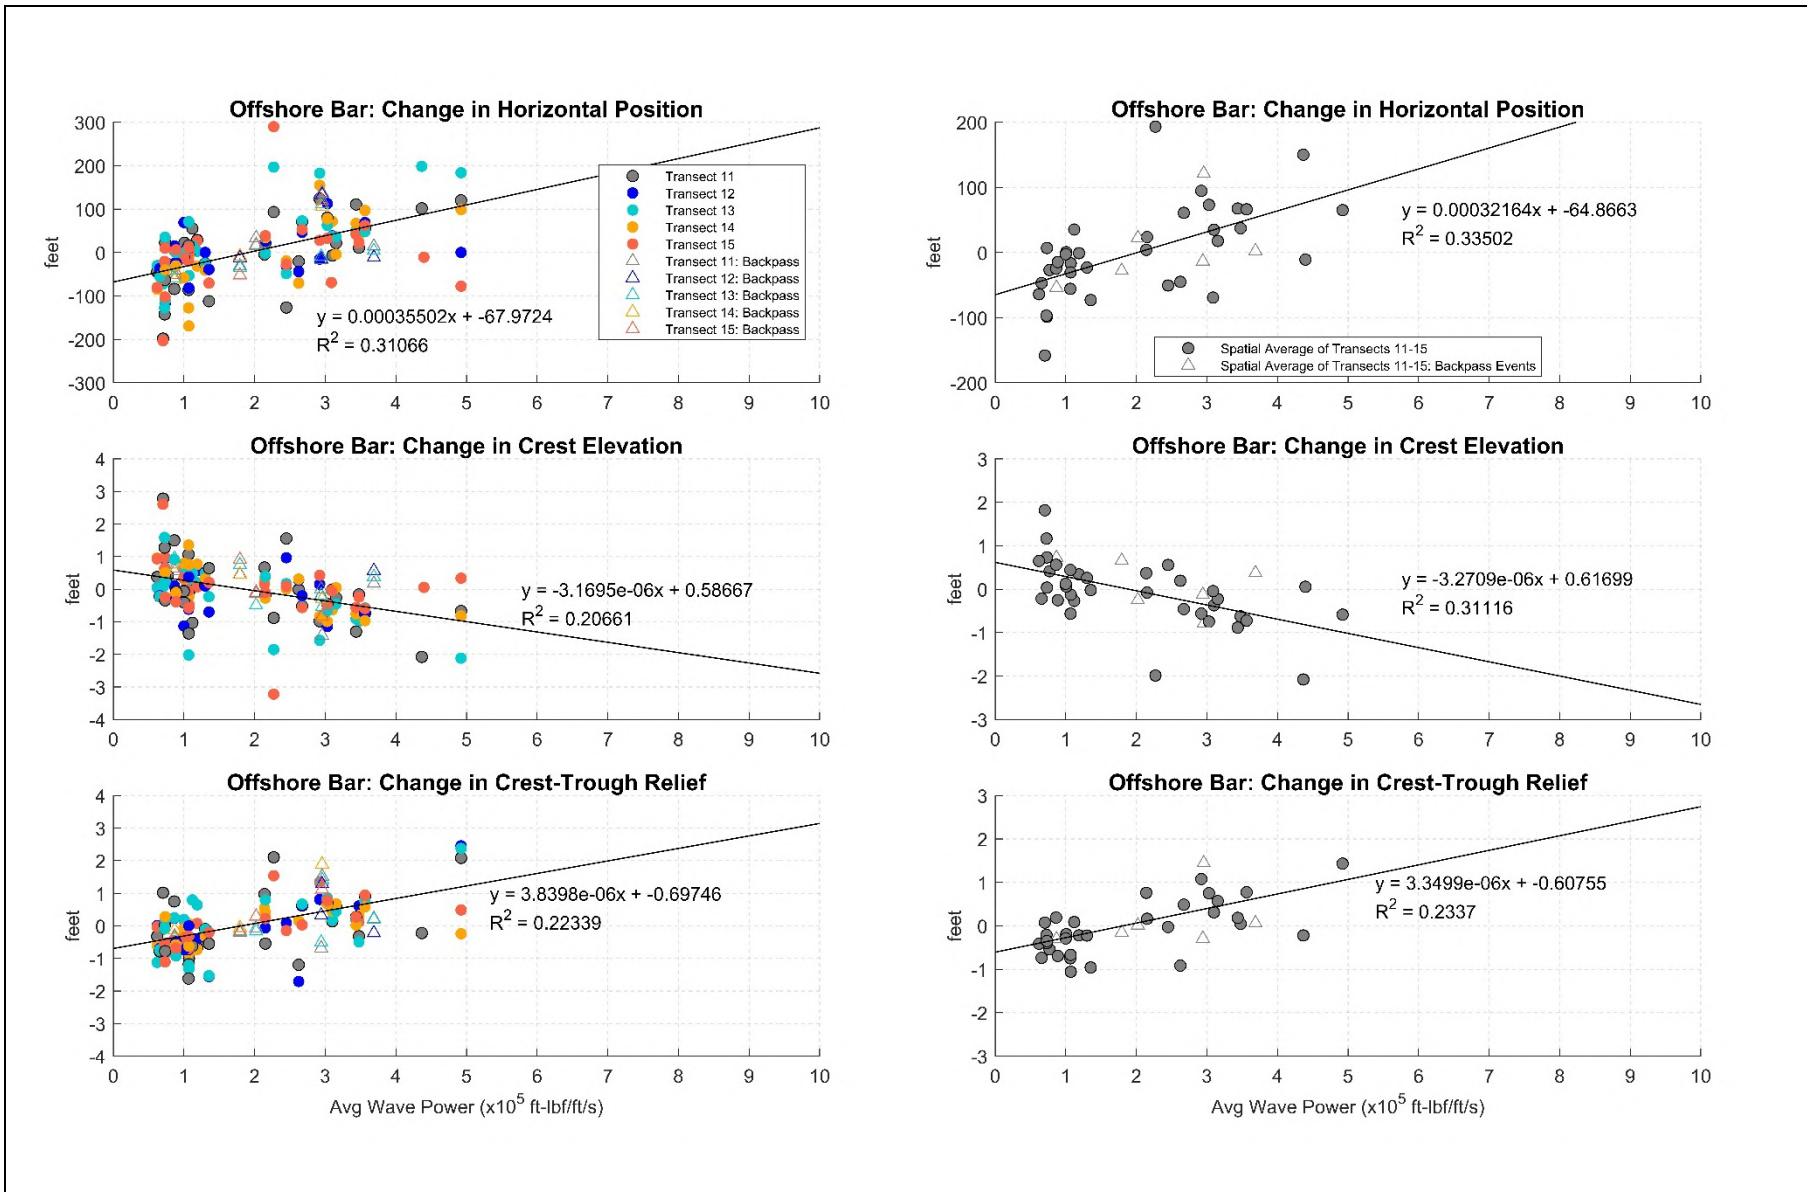 Offshore Bar: Change in Horizontal Position
300
200
100
0
-100
-200
-300
feet
0 1 2 3 4 5 6 7 8 9 10
Transect 11
Transect 12
Transect 13
Transect 14
Transect 15
Transect 11: Backpass
Transect 12: Backpass
Transect 13: Backpass
Transect 14: Backpass
Transect 15: Backpass
y = 0.00035502x + -67.9724
R² = 0.31066
Offshore Bar: Change in Horizontal Position
200
100
0
-100
-200
feet
0 1 2 3 4 5 6 7 8 9 10
y = 0.00032164x + -64.8663
R² = 0.33502
Spatial Average of Transects 11-15
Spatial Average of Transects 11-15: Backpass Events
Offshore Bar: Change in Crest Elevation
4
3
2
1
0
-1
-2
-3
-4
feet
0 1 2 3 4 5 6 7 8 9 10
y = -3.1695e-06x + 0.58667
R² = 0.20661
Offshore Bar: Change in Crest Elevation
3
2
1
0
-1
-2
-3
feet
0 1 2 3 4 5 6 7 8 9 10
y = -3.2709e-06x + 0.61699
R² = 0.31116
Offshore Bar: Change in Crest-Trough Relief
4
3
2
1
0
-1
-2
-3
-4
feet
0 1 2 3 4 5 6 7 8 9 10
Avg Wave Power (x10⁵ ft-lbf/ft/s)
y = 3.8398e-06x + -0.69746
R² = 0.22339
Offshore Bar: Change in Crest-Trough Relief
3
2
1
0
-1
-2
-3
feet
0 1 2 3 4 5 6 7 8 9 10
Avg Wave Power (x10⁵ ft-lbf/ft/s)
y = 3.3499e-06x + -0.60755
R² = 0.2337